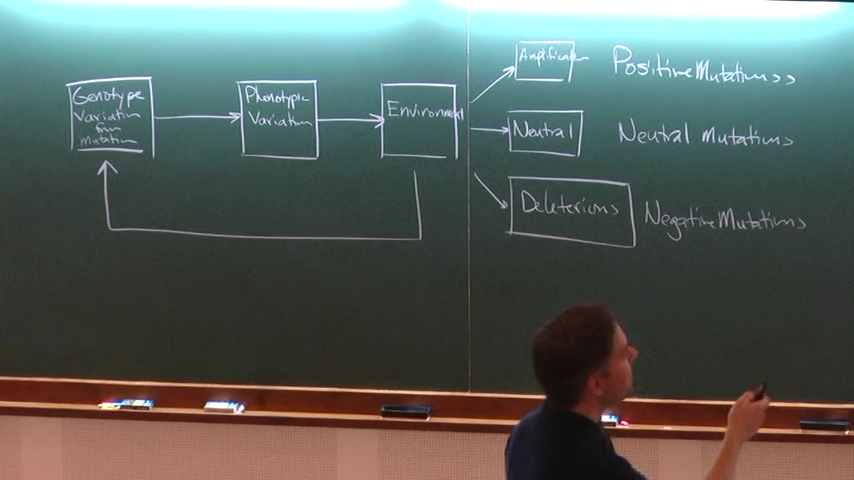 Genotype
Variation
from
mutation
Phenotypic
Variation
Environment
Amplification
Positive Mutations
Neutral
Neutral Mutations
Deleterious
Negative Mutations